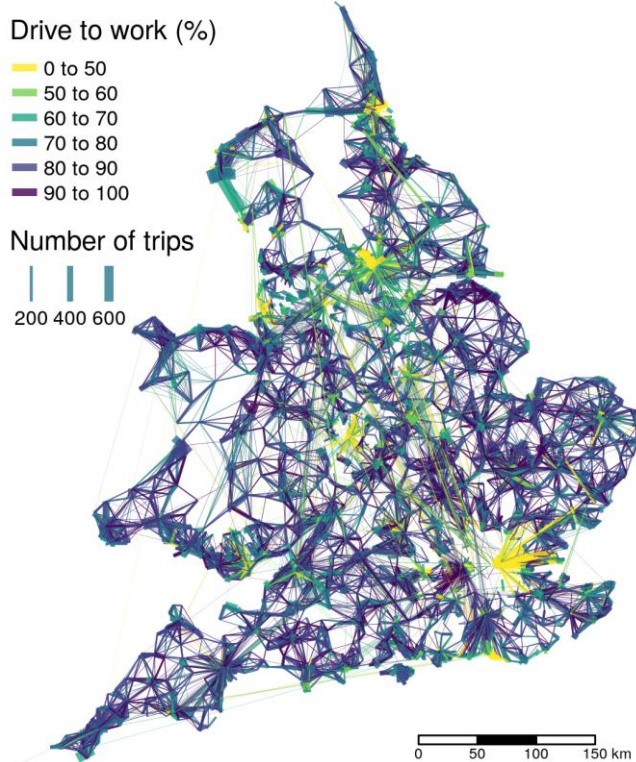 Drive to work (%)
0 to 50
50 to 60
60 to 70
70 to 80
80 to 90
90 to 100
Number of trips
200 400 600
0 50 100 150 km